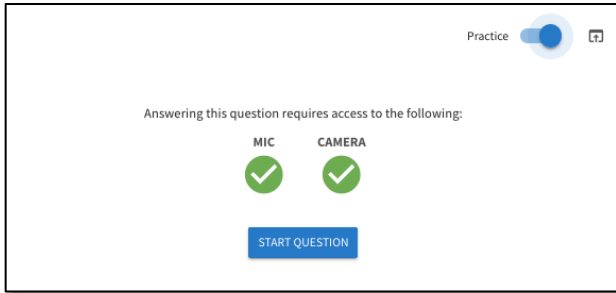 Practice
Answering this question requires access to the following:
MIC CAMERA
START QUESTION